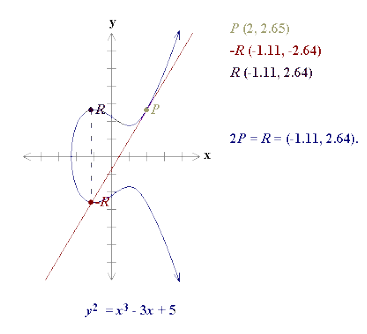 y
P (2, 2.65)
-R (-1.11, -2.64)
R (-1.11, 2.64)
R
P
2P = R = (-1.11, 2.64).
x
-R
y² = x³ - 3x + 5